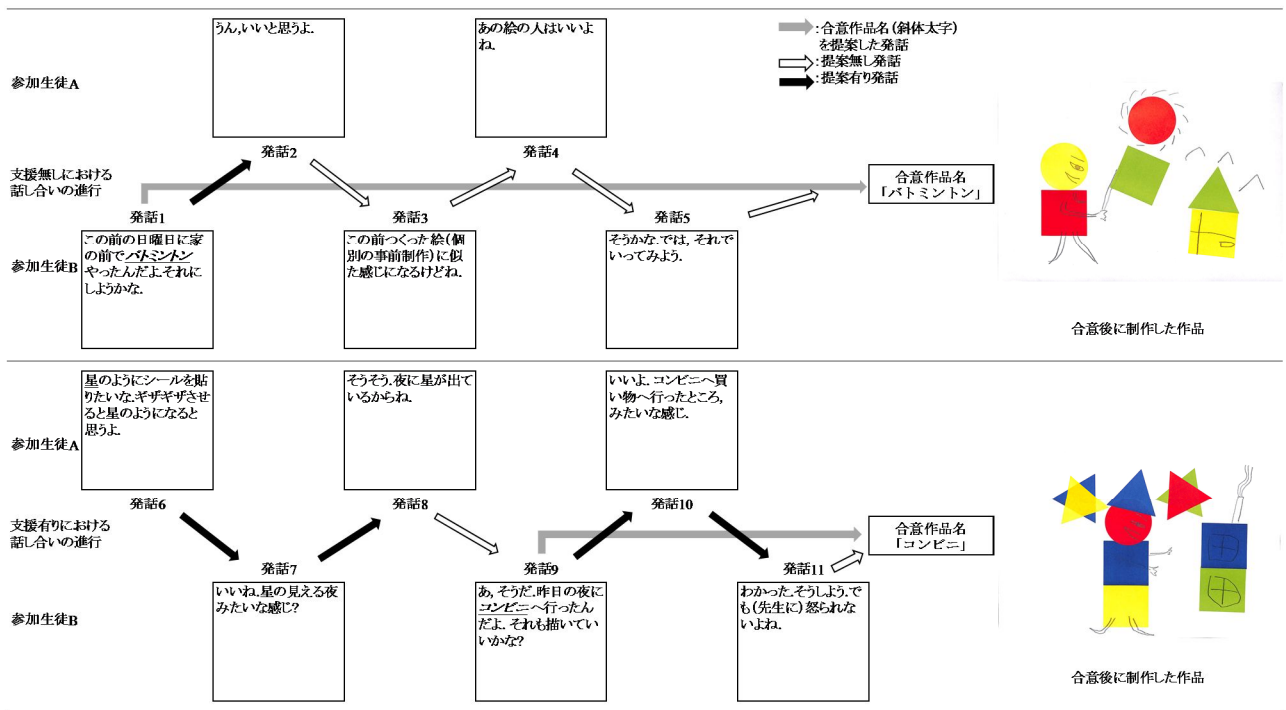 うん,いいと思うよ.
あの絵の人はいいよ
ね.
:合意作品名(斜体太字)
を提案した発話
:提案無し発話
:提案有り発話
参加生徒A
発話2
発話4
支援無しにおける
話し合いの進行
合意作品名
「バトミントン」
発話1
発話3
発話5
参加生徒B
この前の日曜日に家
の前でバトミントン
やったんだよ.それに
しようかな.
この前つくった絵(個
別の事前制作)に似
た感じになるけどね.
そうかな.では,それで
いってみよう.
合意後に制作した作品
参加生徒A
星のようにシールを貼
りたいな.ギザギザさせ
ると星のようになると
思うよ.
そうそう.夜に星が出て
いるからね.
いいよ.コンビニへ買
い物へ行ったところ,
みたいな感じ.
発話6
発話8
発話10
支援有りにおける
話し合いの進行
合意作品名
「コンビニ」
発話7
発話9
発話11
参加生徒B
いいね.星の見える夜
みたいな感じ?
あ,そうだ.昨日の夜に
コンビニへ行ったん
だよ.それも描いてい
いかな?
わかった.そうしよう.で
も(先生に)怒られな
いよね.
合意後に制作した作品